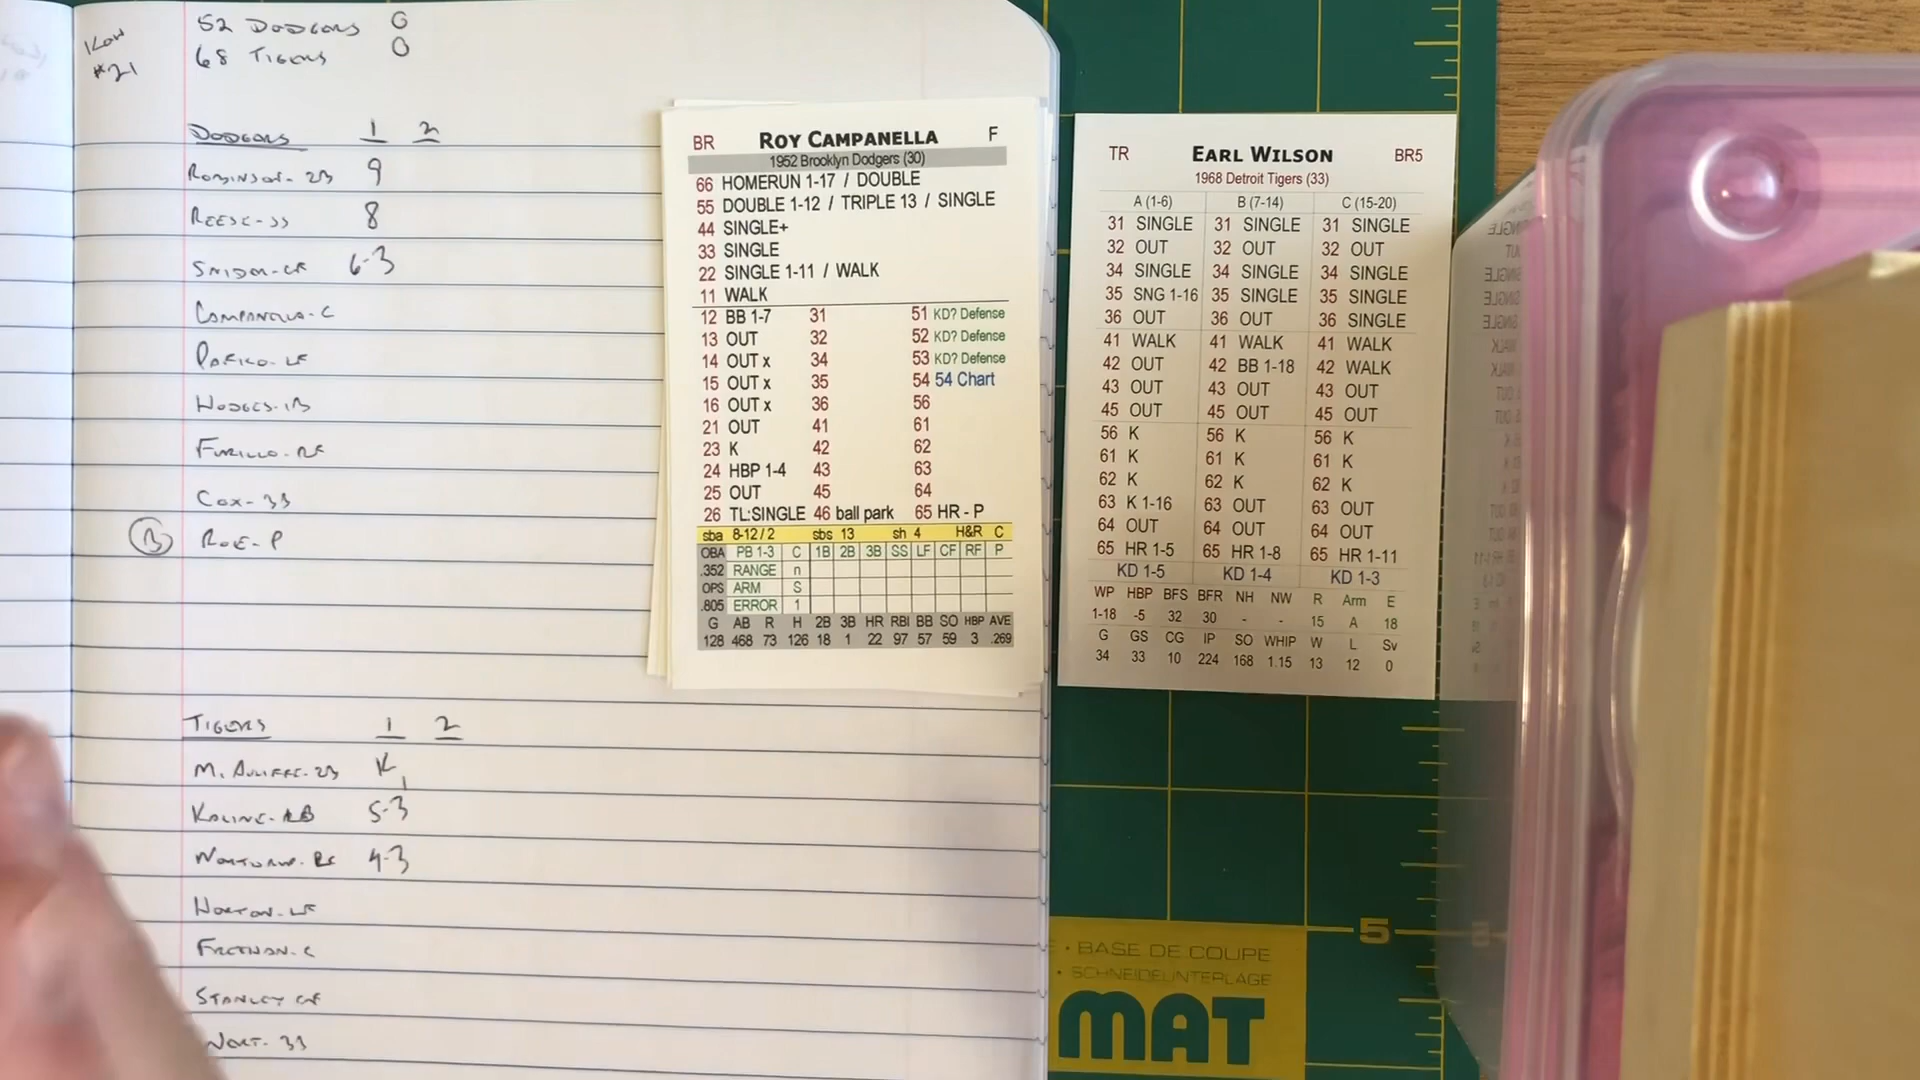 52 DODGERS 0
68 TIGERS 0
#21
DODGERS 1 2
ROBINSON-2B 9
REESE-SS 8
SNIDER-CF 6-3
CAMPANELLA-C
PAFKO-LF
HODGES-1B
FURILLO-RF
COX-3B
B ROE-P
TIGERS 1 2
McAULIFFE-2B K
KALINE- 5-3
NORTHRUP-RF 4-3
HORTON-LF
FREEHAN-C
STANLEY CF
WERT-3B
BR ROY CAMPANELLA F
1952 Brooklyn Dodgers (30)
66 HOMERUN 1-17 / DOUBLE
55 DOUBLE 1-12 / TRIPLE 13 / SINGLE
44 SINGLE+
33 SINGLE
22 SINGLE 1-11 / WALK
11 WALK
12 BB 1-7 31 51 KD? Defense
13 OUT 32 52 KD? Defense
14 OUT x 34 53 KD? Defense
15 OUT x 35 54 54 Chart
16 OUT x 36 56
21 OUT 41 61
23 K 42 62
24 HBP 1-4 43 63
25 OUT 45 64
26 TL:SINGLE 46 ball park 65 HR - P
sba 8-12 / 2 sbs 13 sh 4 H&R C
OBA PB 1-3 C 1B 2B 3B SS LF CF RF P
.352 RANGE n
OPS ARM S
.805 ERROR 1
G AB R H 2B 3B HR RBI BB SO HBP AVE
128 468 73 126 18 1 22 97 57 59 3 .269
TR EARL WILSON BR5
1968 Detroit Tigers (33)
A (1-6) B (7-14) C (15-20)
31 SINGLE 31 SINGLE 31 SINGLE
32 OUT 32 OUT 32 OUT
34 SINGLE 34 SINGLE 34 SINGLE
35 SNG 1-16 35 SINGLE 35 SINGLE
36 OUT 36 OUT 36 SINGLE
41 WALK 41 WALK 41 WALK
42 OUT 42 BB 1-18 42 WALK
43 OUT 43 OUT 43 OUT
45 OUT 45 OUT 45 OUT
56 K 56 K 56 K
61 K 61 K 61 K
62 K 62 K 62 K
63 K 1-16 63 OUT 63 OUT
64 OUT 64 OUT 64 OUT
65 HR 1-5 65 HR 1-8 65 HR 1-11
KD 1-5 KD 1-4 KD 1-3
WP HBP BFS BFR NH NW R Arm E
1-18 -5 32 30 - - 15 A 18
G GS CG IP SO WHIP W L Sv
34 33 10 224 168 1.15 13 12 0
5
• BASE DE COUPE
• SCHNEIDELINTERLAGE
MAT